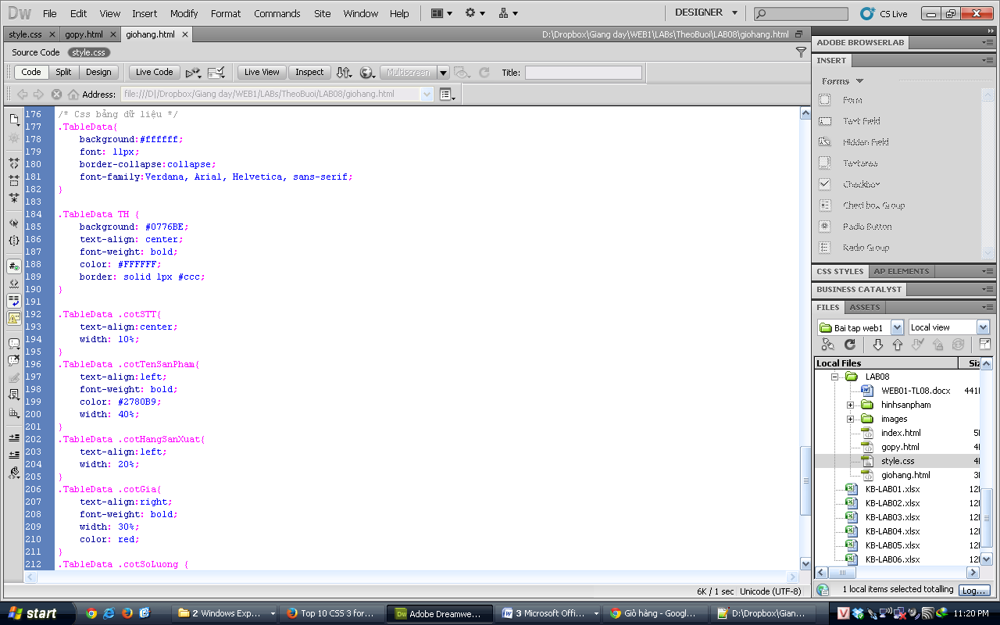 Dw File Edit View Insert Modify Format Commands Site Window Help DESIGNER CS Live
style.css gopy.html giohang.html D:\Dropbox\Giang day\WEB1\LABs\TheoBuoi\LAB08\giohang.html
Source Code style.css
Code Split Design Live Code Live View Inspect Multiscreen Title:
Address: file:///D|/Dropbox/Giang day/WEB1/LABs/TheoBuoi/LAB08/giohang.html
176 /* Css bảng dữ liệu */
177 .TableData{
178 background:#ffffff;
179 font: 11px;
180 border-collapse:collapse;
181 font-family:Verdana, Arial, Helvetica, sans-serif;
182 }
183
184 .TableData TH {
185 background: #0776BE;
186 text-align: center;
187 font-weight: bold;
188 color: #FFFFFF;
189 border: solid 1px #ccc;
190 }
191
192 .TableData .cotSTT{
193 text-align:center;
194 width: 10%;
195 }
196 .TableData .cotTenSanPham{
197 text-align:left;
198 font-weight: bold;
199 color: #2780B9;
200 width: 40%;
201 }
202 .TableData .cotHangSanXuat{
203 text-align:left;
204 width: 20%;
205 }
206 .TableData .cotGia{
207 text-align:right;
208 font-weight: bold;
209 width: 30%;
210 color: red;
211 }
212 .TableData .cotSoLuong {
6K / 1 sec Unicode (UTF-8)
ADOBE BROWSERLAB
INSERT
Forms
Form
Text Field
Hidden Field
Textarea
Checkbox
Checkbox Group
Radio Button
Radio Group
CSS STYLES AP ELEMENTS
BUSINESS CATALYST
FILES ASSETS
Bai tap web1 Local view
Local Files Siz
LAB08
WEB01-TL08.docx 441
hinhsanpham
images
index.html 5
gopy.html 4
style.css 4
giohang.html 3
KB-LAB01.xlsx 12
KB-LAB02.xlsx 12
KB-LAB03.xlsx 12
KB-LAB04.xlsx 12
KB-LAB05.xlsx 12
KB-LAB06.xlsx 12
1 local items selected totalling Log...
start 2 Windows Exp... Top 10 CSS 3 for... Adobe Dreamwe... 3 Microsoft Offi... Giỏ hàng - Googl... D:\Dropbox\Gian... V 11:20 PM